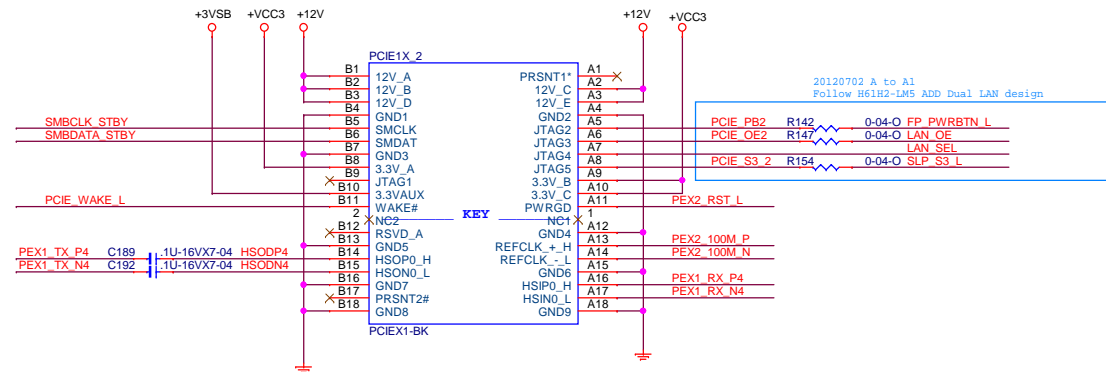 +3VSB +VCC3 +12V +12V +VCC3
PCIE1X_2
20120702 A to A1
Follow H61H2-LM5 ADD Dual LAN design
B1 12V_A PRSNT1* A1
B2 12V_B 12V_C A2
B3 12V_D 12V_E A3
B4 GND1 GND2 A4
SMBCLK_STBY B5 SMCLK JTAG2 A5 PCIE_PB2 R142 0-04-O FP_PWRBTN_L
SMBDATA_STBY B6 SMDAT JTAG3 A6 PCIE_OE2 R147 0-04-O LAN_OE
B7 GND3 JTAG4 A7 LAN_SEL
B8 3.3V_A JTAG5 A8 PCIE_S3_2 R154 0-04-O SLP_S3_L
B9 JTAG1 3.3V_B A9
B10 3.3VAUX 3.3V_C A10
PCIE_WAKE_L B11 WAKE# PWRGD A11 PEX2_RST_L
2 NC2 KEY NC1 1
B12 RSVD_A GND4 A12
B13 GND5 REFCLK_+_H A13 PEX2_100M_P
PEX1_TX_P4 C189 .1U-16VX7-04 HSODP4 B14 HSOP0_H REFCLK_-_L A14 PEX2_100M_N
PEX1_TX_N4 C192 .1U-16VX7-04 HSODN4 B15 HSON0_L GND6 A15
B16 GND7 HSIP0_H A16 PEX1_RX_P4
B17 PRSNT2# HSIN0_L A17 PEX1_RX_N4
B18 GND8 GND9 A18
PCIEX1-BK